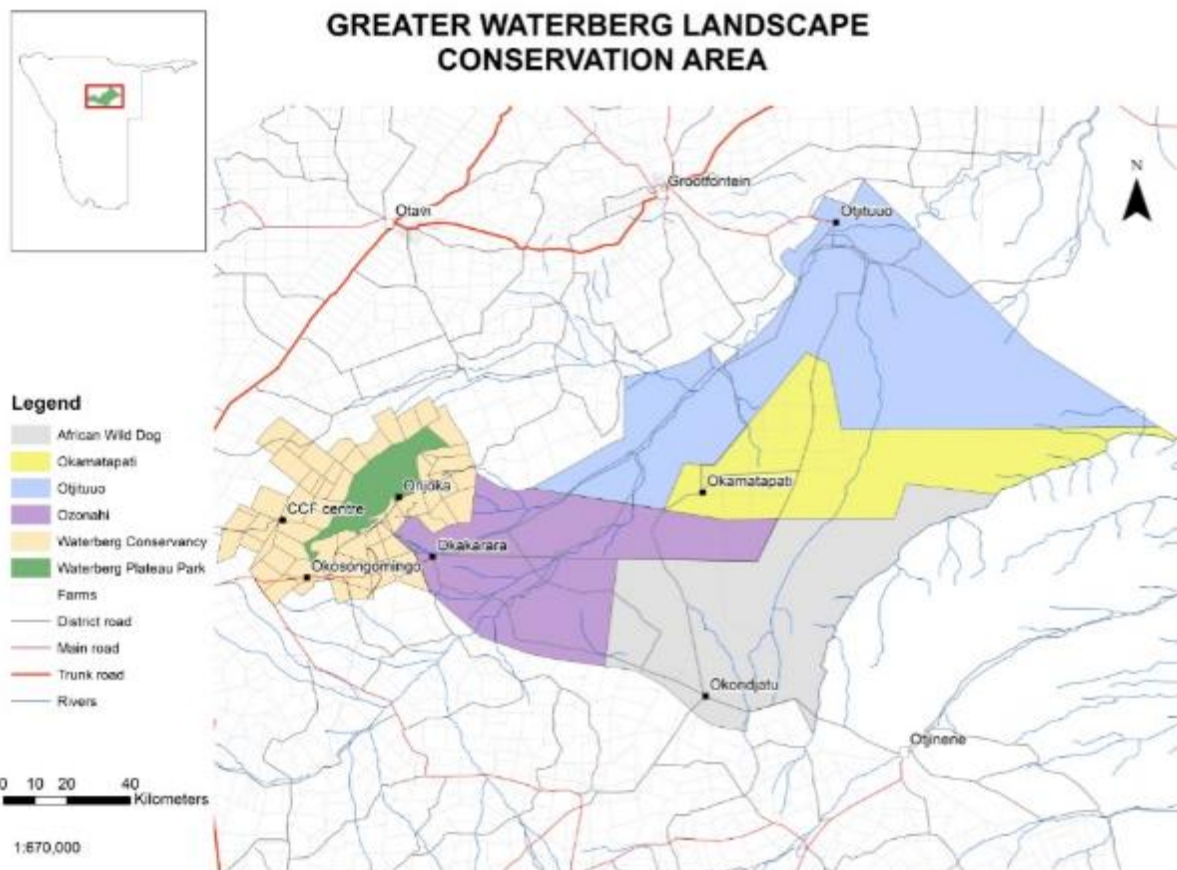 GREATER WATERBERG LANDSCAPE
CONSERVATION AREA
N
Grootfontein
Otavi
Otjituuo
Legend
African Wild Dog
Okamatapati
Otjituuo
Ozonahi
Waterberg Conservancy
Waterberg Plateau Park
Farms
District road
Main road
Trunk road
Rivers
Okamatapati
Onjoka
CCF centre
Okakarara
Okosongomingo
Okondjatu
Otjinene
0 10 20 40
Kilometers
1:670,000